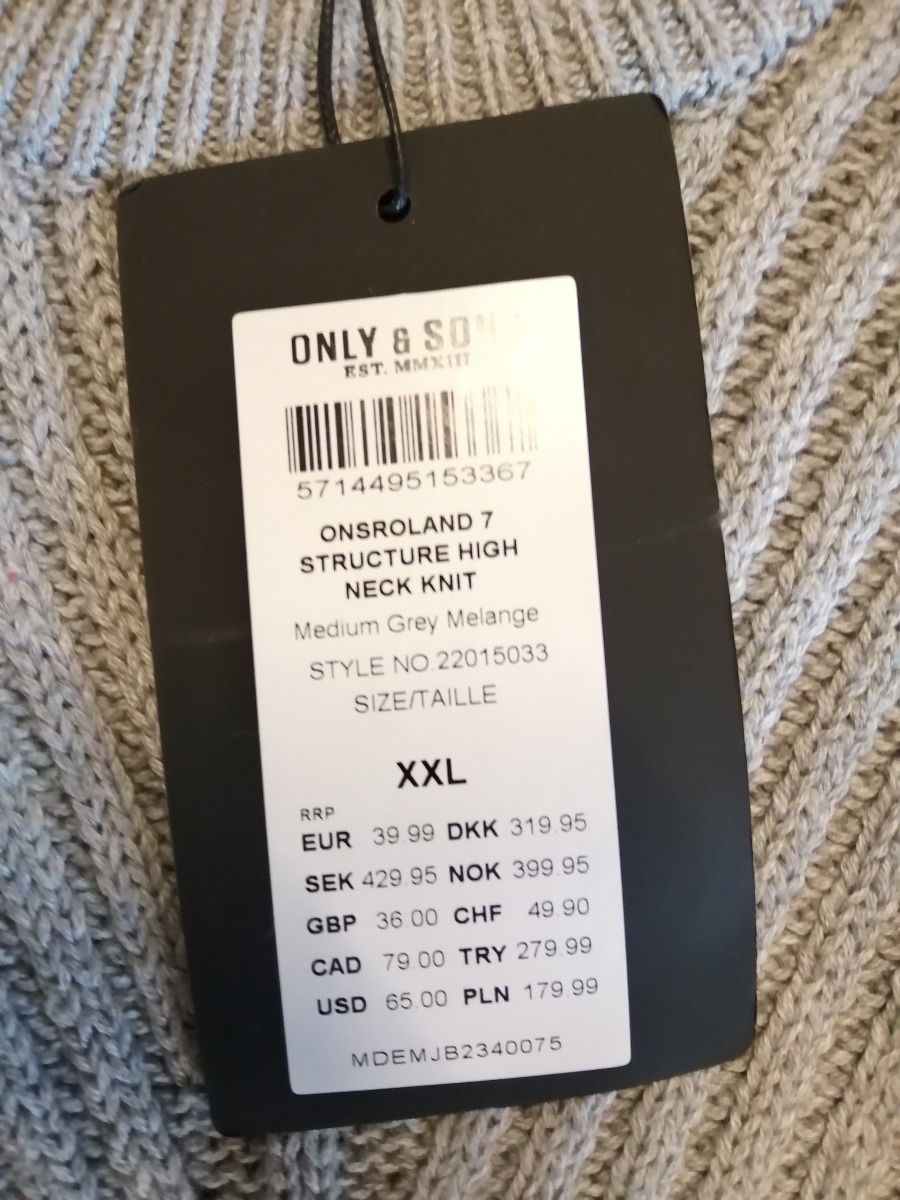 ONLY & SONS
EST. MMXIII
5714495153367
ONSROLAND 7
STRUCTURE HIGH
NECK KNIT
Medium Grey Melange
STYLE NO.22015033
SIZE/TAILLE
XXL
RRP
EUR 39.99 DKK 319.95
SEK 429.95 NOK 399.95
GBP 36.00 CHF 49.90
CAD 79.00 TRY 279.99
USD 65.00 PLN 179.99
MDEMJB2340075